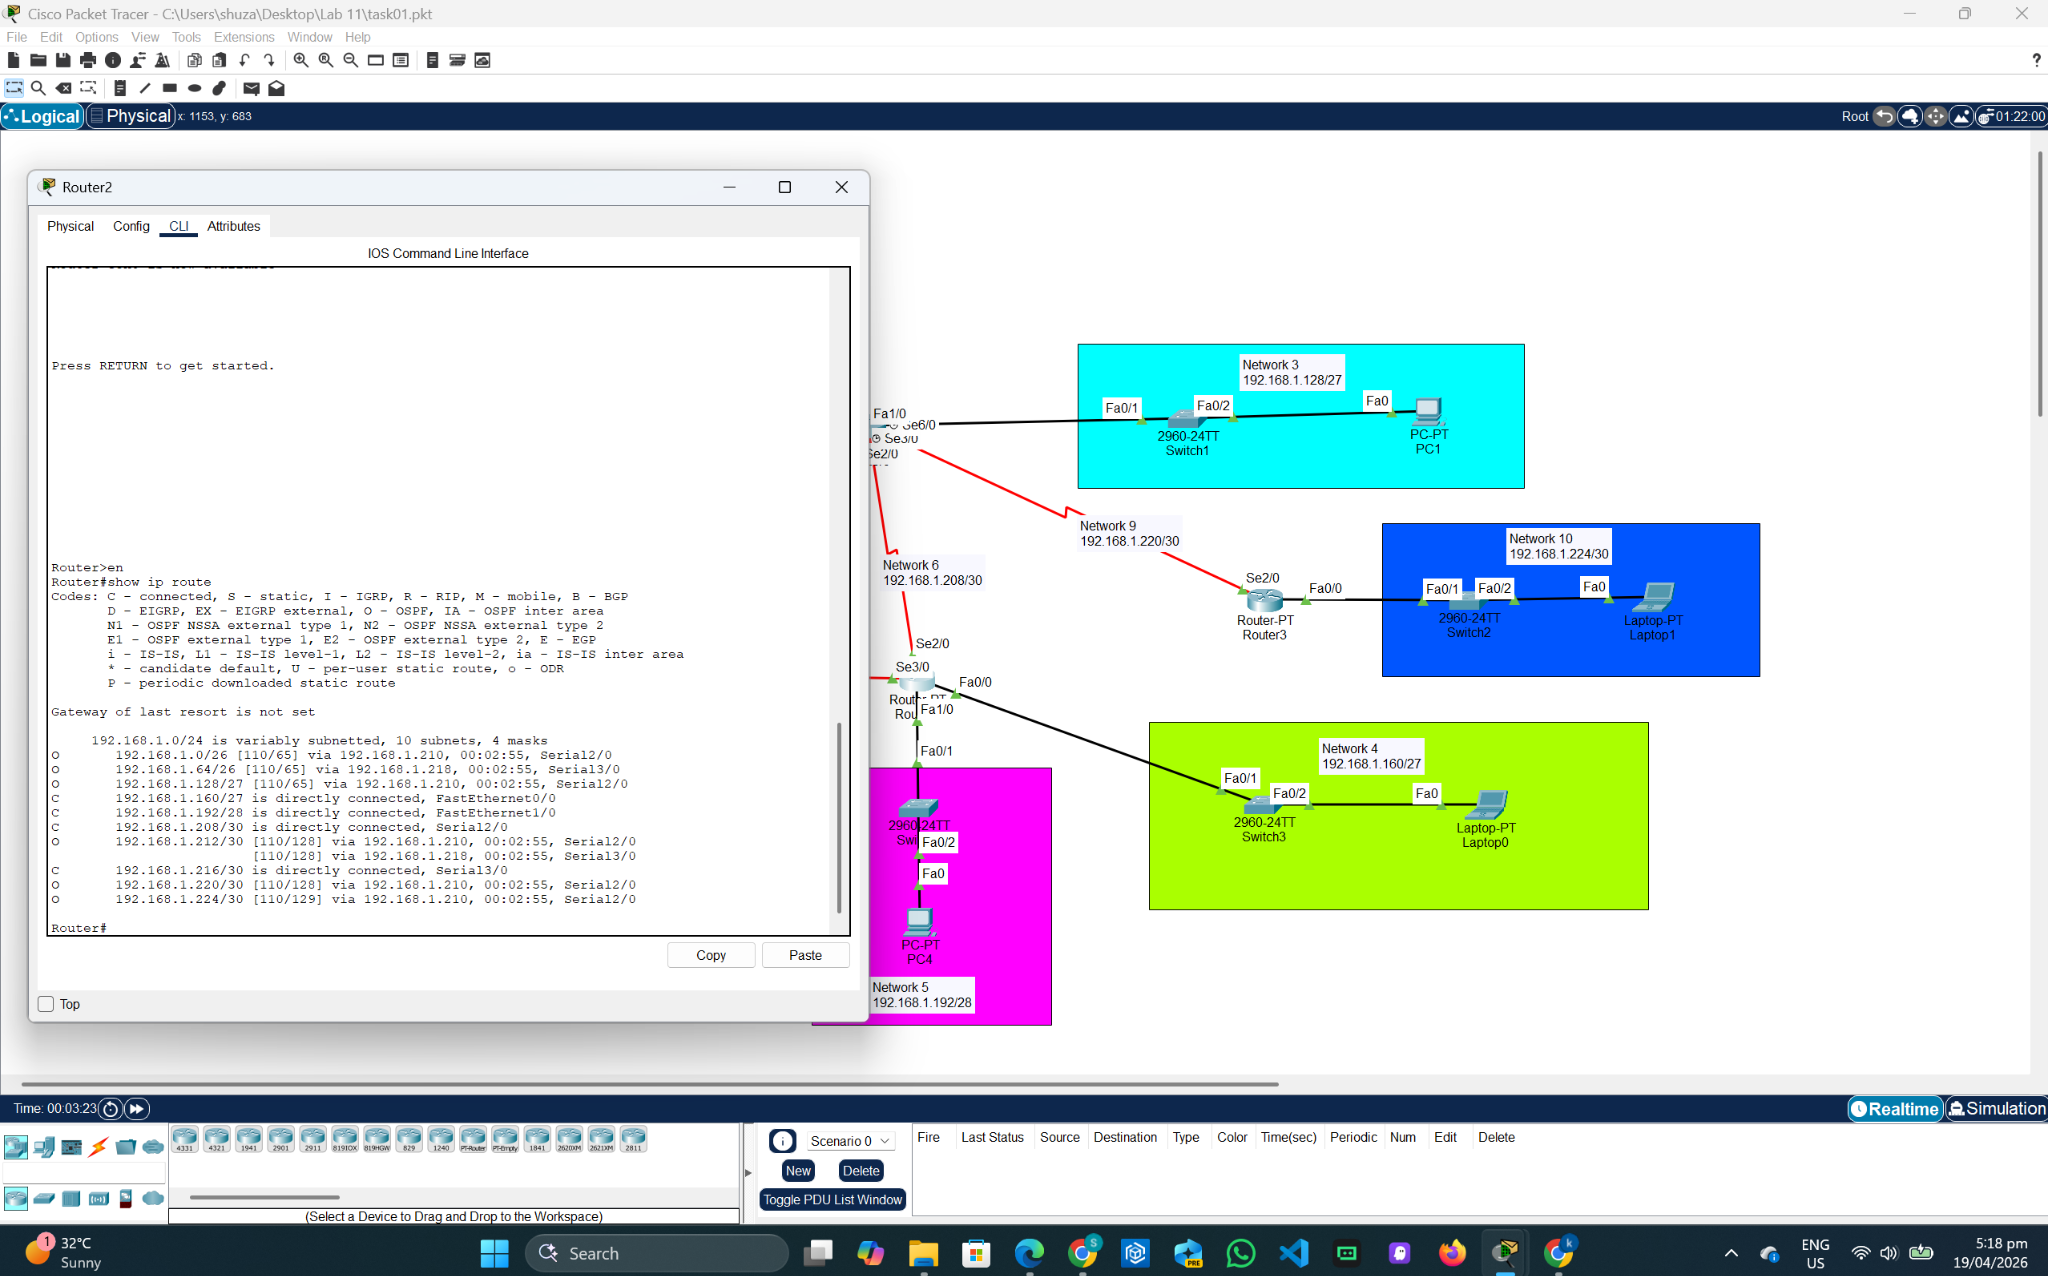 Cisco Packet Tracer - C:\Users\shuza\Desktop\Lab 11\task01.pkt
File Edit Options View Tools Extensions Window Help
Logical Physical x: 1153, y: 683
Root 01:22:00
Router2
Physical Config CLI Attributes
IOS Command Line Interface
Press RETURN to get started.
Router>en
Router#show ip route
Codes: C - connected, S - static, I - IGRP, R - RIP, M - mobile, B - BGP
D - EIGRP, EX - EIGRP external, O - OSPF, IA - OSPF inter area
N1 - OSPF NSSA external type 1, N2 - OSPF NSSA external type 2
E1 - OSPF external type 1, E2 - OSPF external type 2, E - EGP
i - IS-IS, L1 - IS-IS level-1, L2 - IS-IS level-2, ia - IS-IS inter area
* - candidate default, U - per-user static route, o - ODR
P - periodic downloaded static route
Gateway of last resort is not set
192.168.1.0/24 is variably subnetted, 10 subnets, 4 masks
O 192.168.1.0/26 [110/65] via 192.168.1.210, 00:02:55, Serial2/0
O 192.168.1.64/26 [110/65] via 192.168.1.218, 00:02:55, Serial3/0
O 192.168.1.128/27 [110/65] via 192.168.1.210, 00:02:55, Serial2/0
C 192.168.1.160/27 is directly connected, FastEthernet0/0
C 192.168.1.192/28 is directly connected, FastEthernet1/0
C 192.168.1.208/30 is directly connected, Serial2/0
O 192.168.1.212/30 [110/128] via 192.168.1.210, 00:02:55, Serial2/0
[110/128] via 192.168.1.218, 00:02:55, Serial3/0
C 192.168.1.216/30 is directly connected, Serial3/0
O 192.168.1.220/30 [110/128] via 192.168.1.210, 00:02:55, Serial2/0
O 192.168.1.224/30 [110/129] via 192.168.1.210, 00:02:55, Serial2/0
Router#
Copy Paste
Top
Fa1/0
Se6/0
Se3/0
Se2/0
Network 3
192.168.1.128/27
Fa0/1 Fa0/2 Fa0
2960-24TT
Switch1
PC-PT
PC1
Network 9
192.168.1.220/30
Network 6
192.168.1.208/30
Network 10
192.168.1.224/30
Se2/0 Fa0/0
Router-PT
Router3
Fa0/1 Fa0/2 Fa0
2960-24TT
Switch2
Laptop-PT
Laptop1
Se2/0
Se3/0
Fa0/0
Fa1/0
Fa0/1
Network 4
192.168.1.160/27
Fa0/1 Fa0/2 Fa0
2960-24TT
Switch3
Laptop-PT
Laptop0
2960-24TT
Fa0/2
Fa0
PC-PT
PC4
Network 5
192.168.1.192/28
Time: 00:03:23
Realtime Simulation
4331 4321 1941 2901 2911 819IOX 819HGW 829 1240 PT-Router PT-Empty 1841 2620XM 2621XM 2811
(Select a Device to Drag and Drop to the Workspace)
Scenario 0
New Delete
Toggle PDU List Window
Fire Last Status Source Destination Type Color Time(sec) Periodic Num Edit Delete
1
32°C
Sunny
Search
S
PRE
k
ENG
US
5:18 pm
19/04/2026